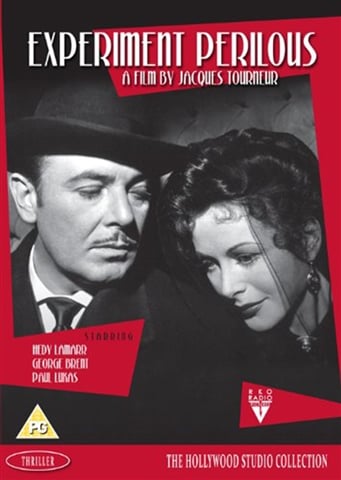 EXPERIMENT PERILOUS
A FILM BY JACQUES TOURNEUR
STARRING
HEDY LAMARR
GEORGE BRENT
PAUL LUKAS
RKO
RADIO
PG
THRILLER
THE HOLLYWOOD STUDIO COLLECTION